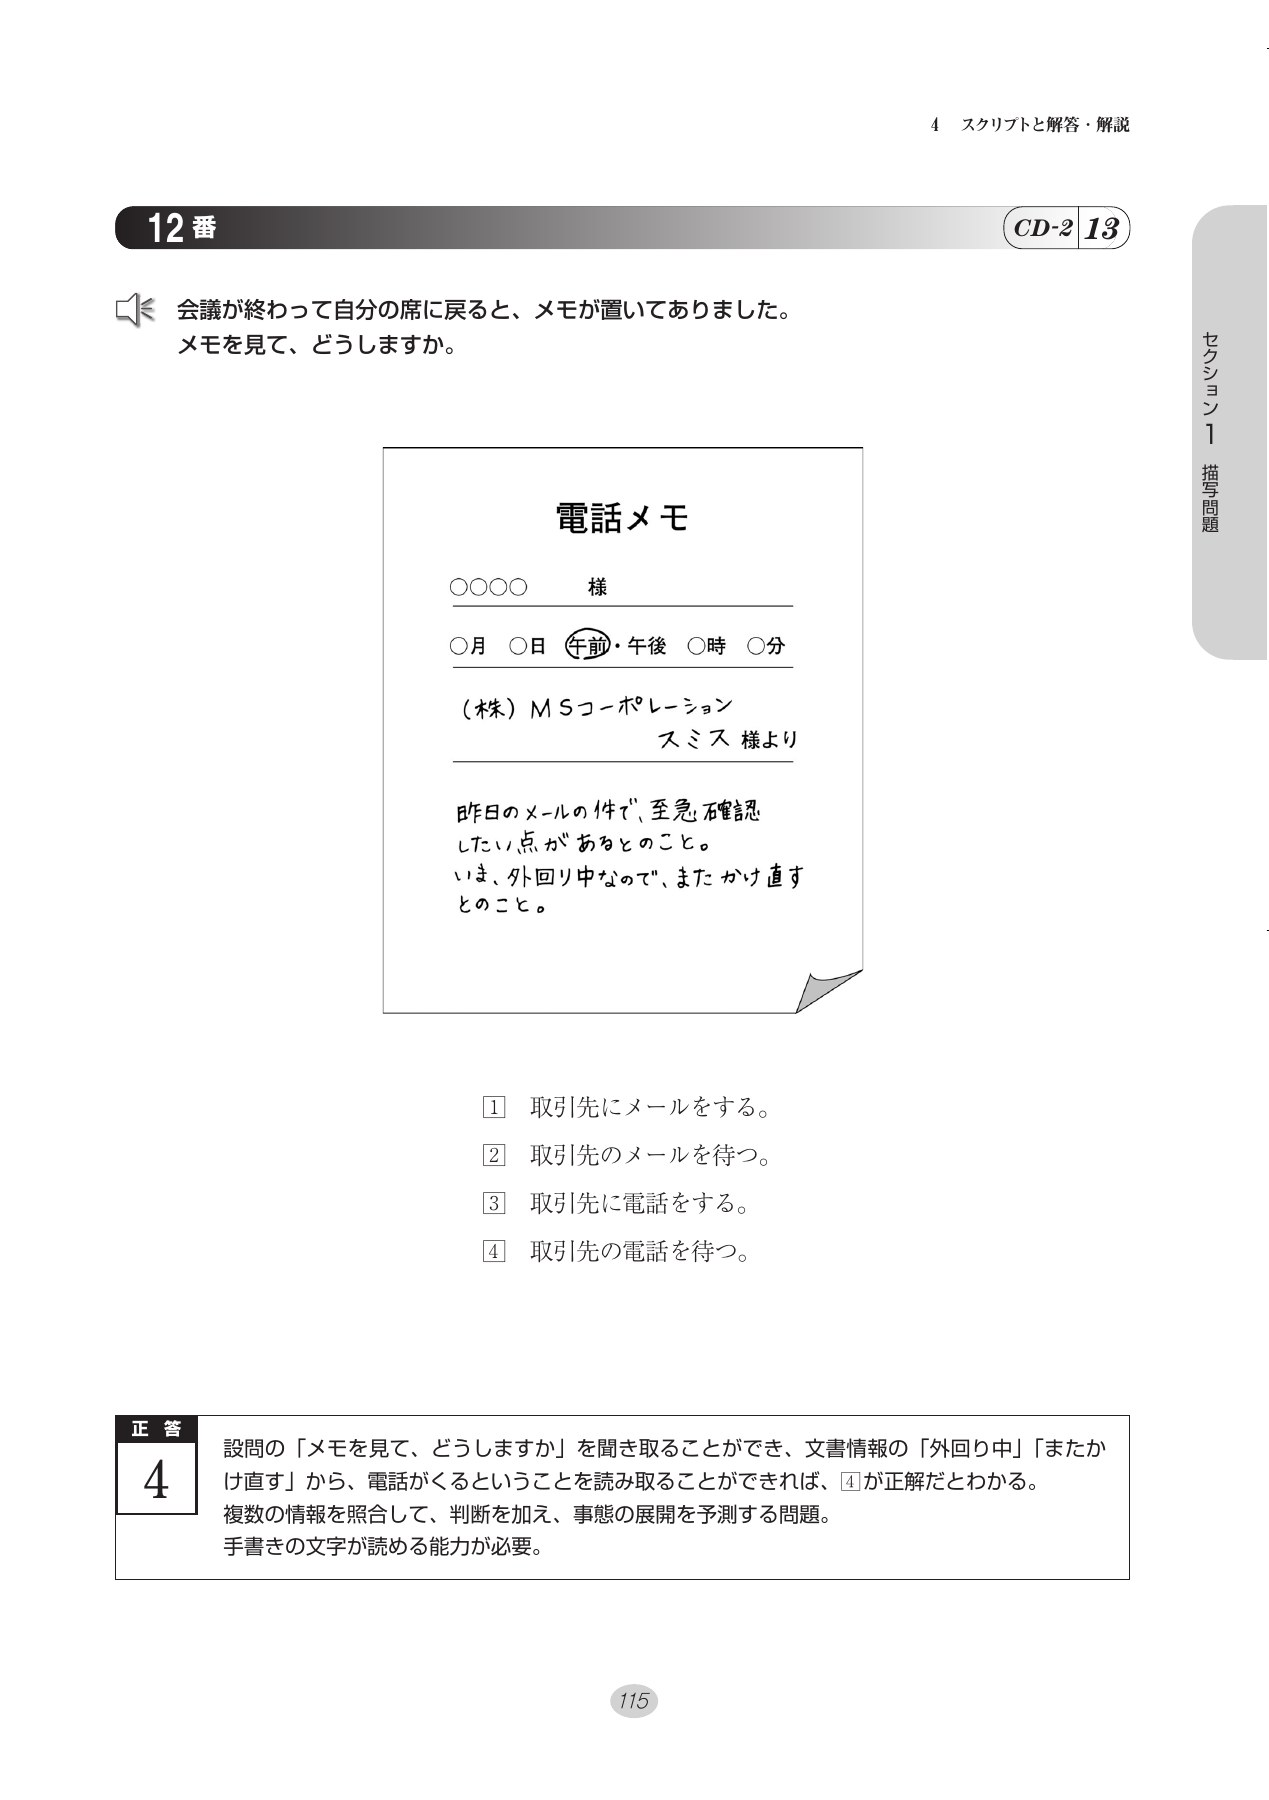 4 スクリプトと解答・解説
12番
CD-2 13
会議が終わって自分の席に戻ると、メモが置いてありました。
メモを見て、どうしますか。
セクション1 描写問題
電話メモ
○○○○ 様
○月 ○日 午前・午後 ○時 ○分
(株)MSコーポレーション
スミス 様より
昨日のメールの件で、至急確認
したい点があるとのこと。
いま、外回り中なので、またかけ直す
とのこと。
1 取引先にメールをする。
2 取引先のメールを待つ。
3 取引先に電話をする。
4 取引先の電話を待つ。
正答
4
設問の「メモを見て、どうしますか」を聞き取ることができ、文書情報の「外回り中」「またか
け直す」から、電話がくるということを読み取ることができれば、4が正解だとわかる。
複数の情報を照合して、判断を加え、事態の展開を予測する問題。
手書きの文字が読める能力が必要。
115